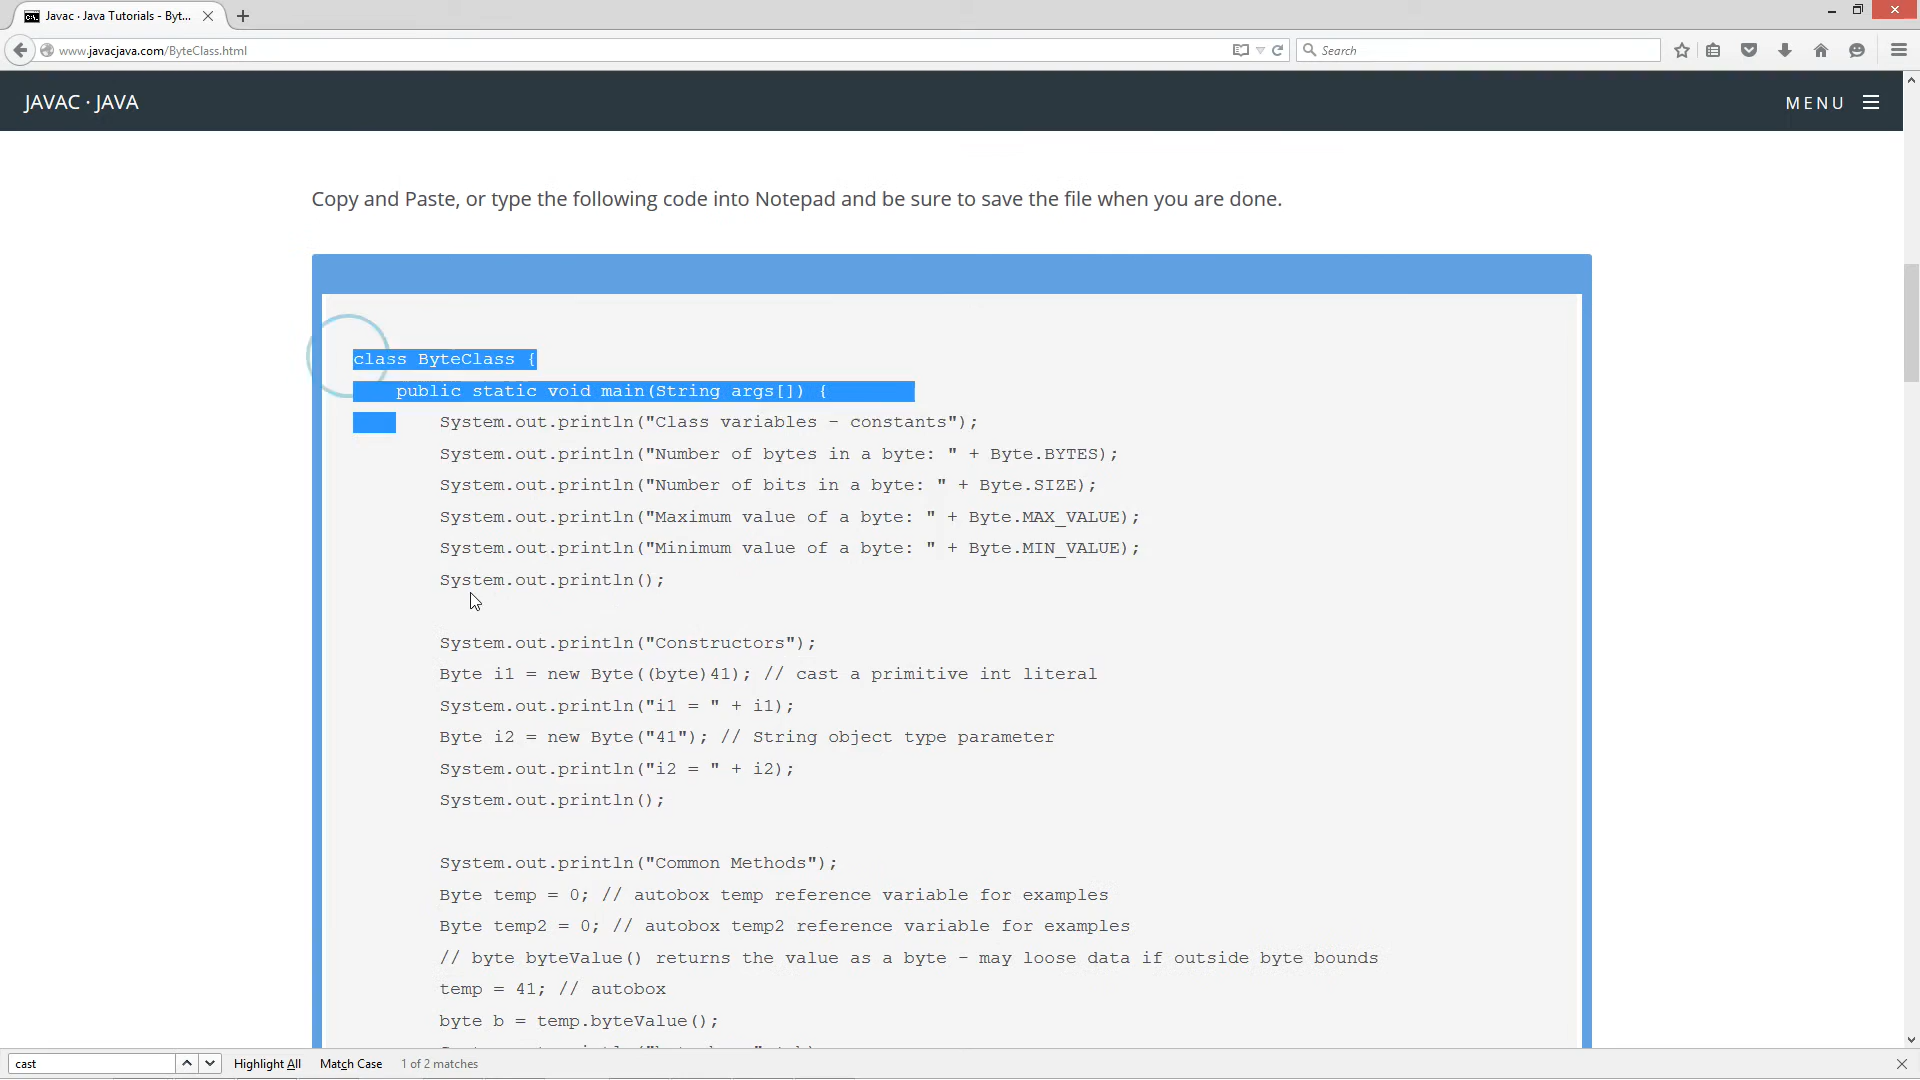 Javac · Java Tutorials - Byt...
www.javacjava.com/ByteClass.html
Search
JAVAC · JAVA
MENU
Copy and Paste, or type the following code into Notepad and be sure to save the file when you are done.
class ByteClass {
public static void main(String args[]) {
System.out.println("Class variables - constants");
System.out.println("Number of bytes in a byte: " + Byte.BYTES);
System.out.println("Number of bits in a byte: " + Byte.SIZE);
System.out.println("Maximum value of a byte: " + Byte.MAX_VALUE);
System.out.println("Minimum value of a byte: " + Byte.MIN_VALUE);
System.out.println();
System.out.println("Constructors");
Byte i1 = new Byte((byte)41); // cast a primitive int literal
System.out.println("i1 = " + i1);
Byte i2 = new Byte("41"); // String object type parameter
System.out.println("i2 = " + i2);
System.out.println();
System.out.println("Common Methods");
Byte temp = 0; // autobox temp reference variable for examples
Byte temp2 = 0; // autobox temp2 reference variable for examples
// byte byteValue() returns the value as a byte - may loose data if outside byte bounds
temp = 41; // autobox
byte b = temp.byteValue();
cast
Highlight All
Match Case
1 of 2 matches